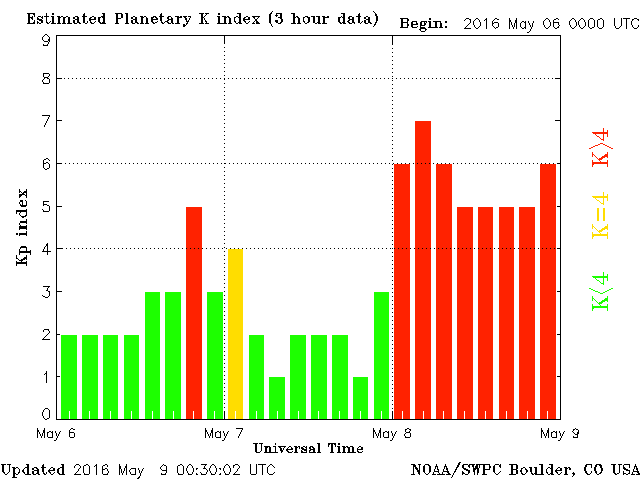 Estimated Planetary K index (3 hour data) Begin: 2016 May 06 0000 UTC
9
8
7
6
5
4
3
2
1
0
Kp index
K>4
K=4
K<4
May 6 May 7 May 8 May 9
Universal Time
Updated 2016 May 9 00:30:02 UTC NOAA/SWPC Boulder, CO USA